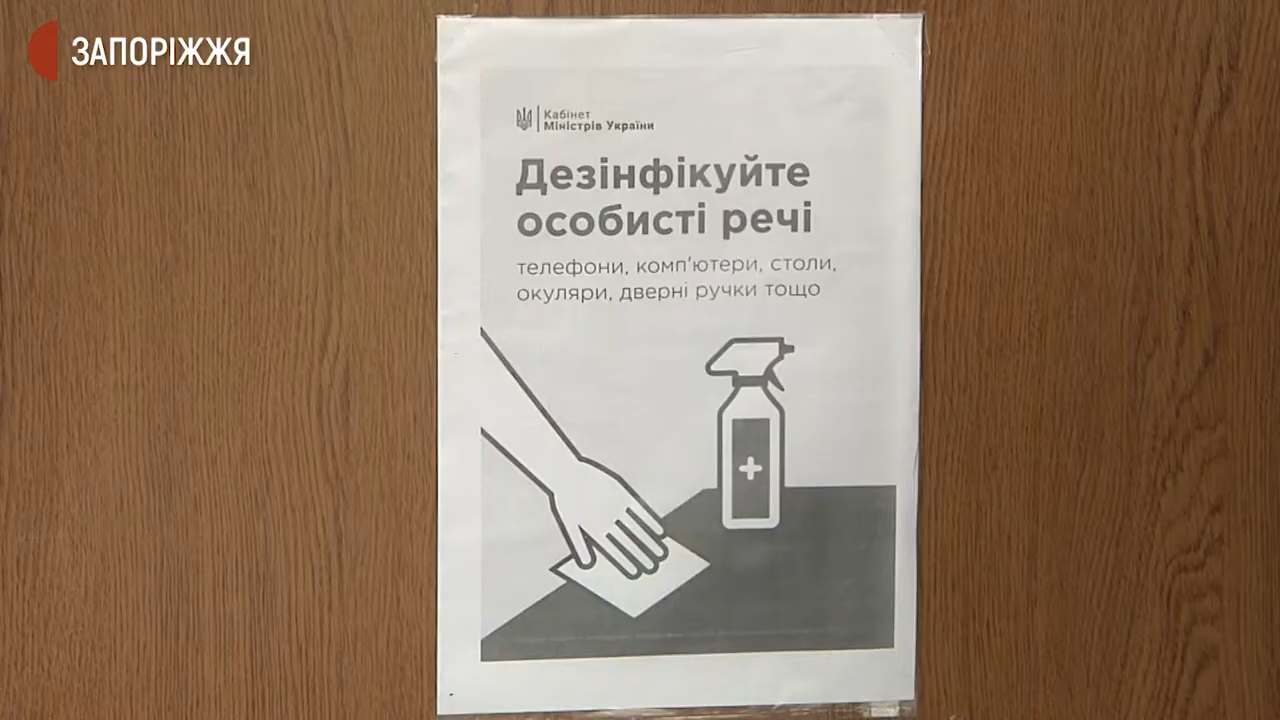 ЗАПОРІЖЖЯ
Кабінет
Міністрів України
Дезінфікуйте
особисті речі
телефони, комп'ютери, столи,
окуляри, дверні ручки тощо